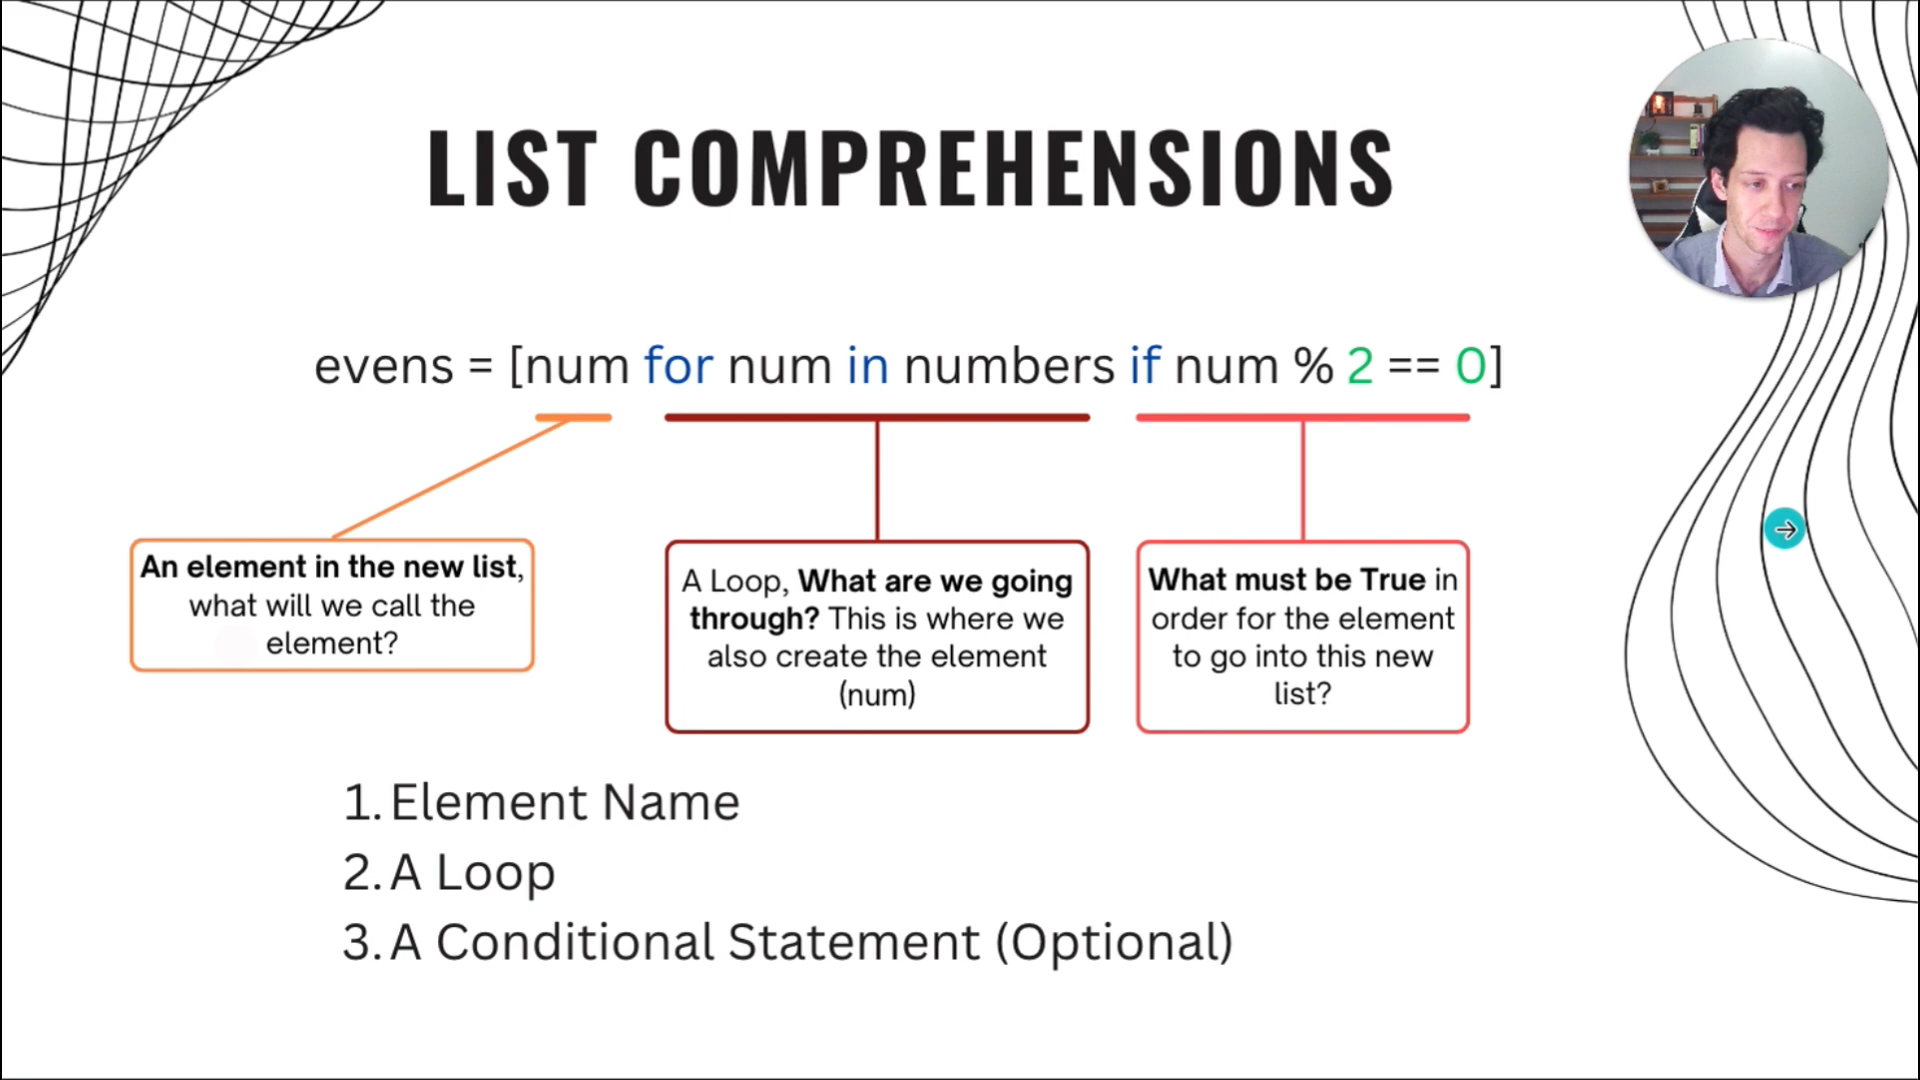 LIST COMPREHENSIONS
evens = [num for num in numbers if num % 2 == 0]
An element in the new list,
what will we call the
element?
A Loop, What are we going
through? This is where we
also create the element
(num)
What must be True in
order for the element
to go into this new
list?
1. Element Name
2. A Loop
3. A Conditional Statement (Optional)